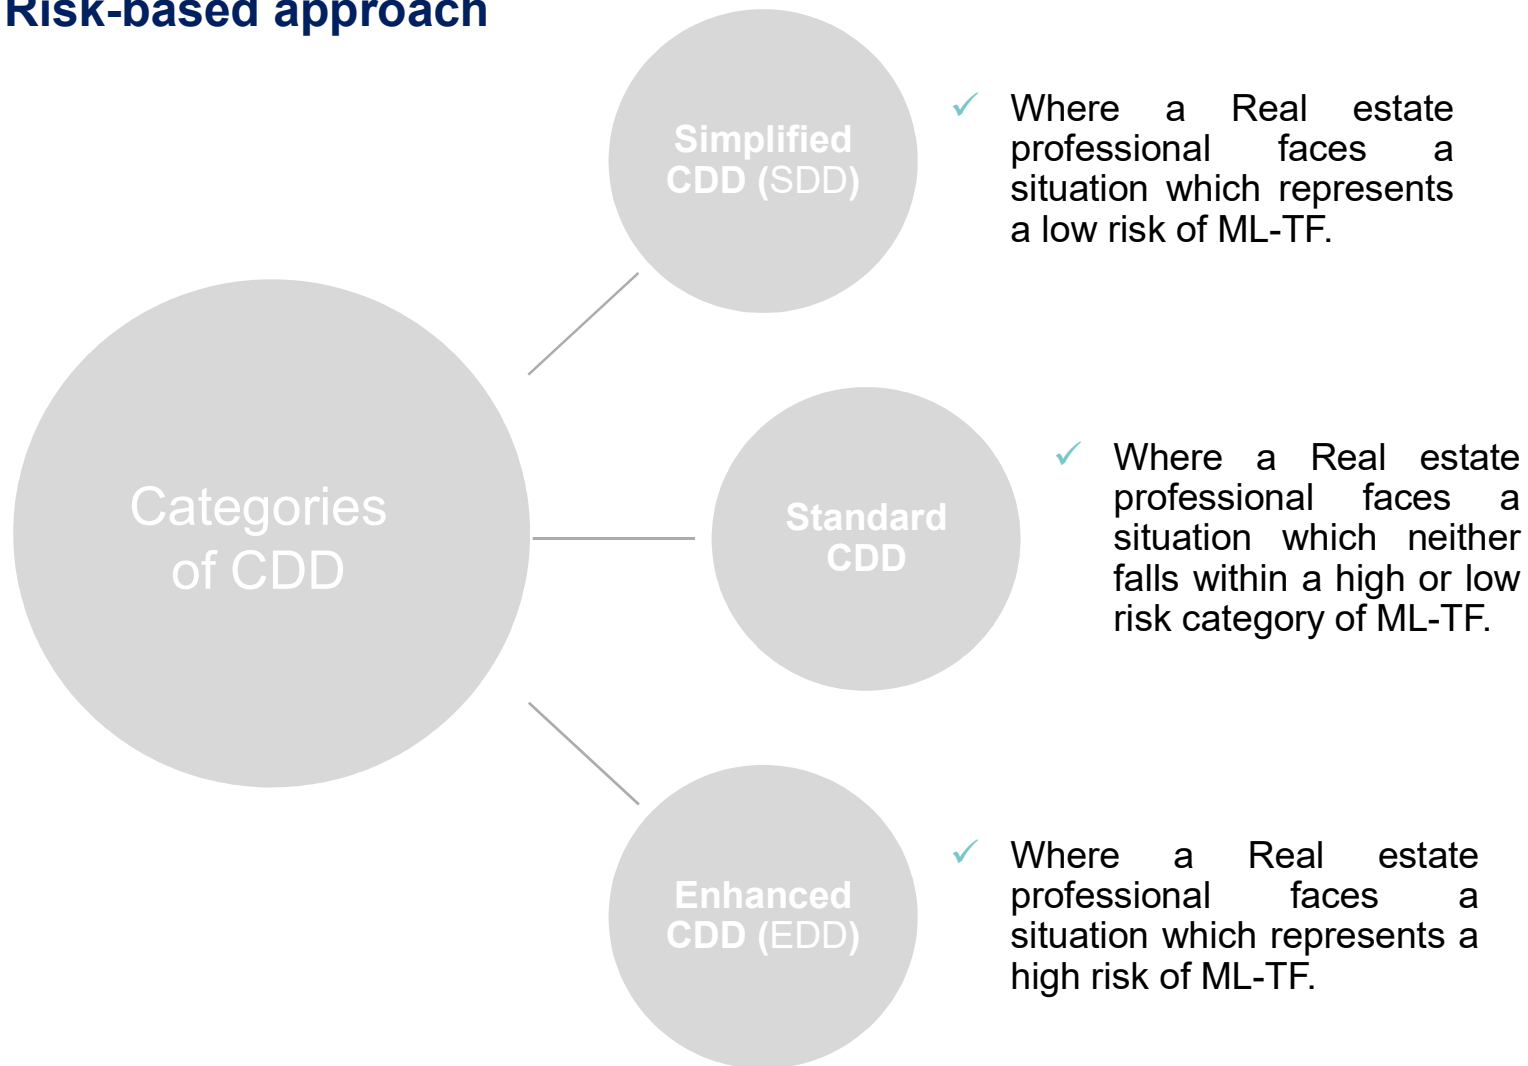 Risk-based approach
Simplified
CDD (SDD)
✓ Where a Real estate
professional faces a
situation which represents
a low risk of ML-TF.
Categories
of CDD
Standard
CDD
✓ Where a Real estate
professional faces a
situation which neither
falls within a high or low
risk category of ML-TF.
Enhanced
CDD (EDD)
✓ Where a Real estate
professional faces a
situation which represents a
high risk of ML-TF.